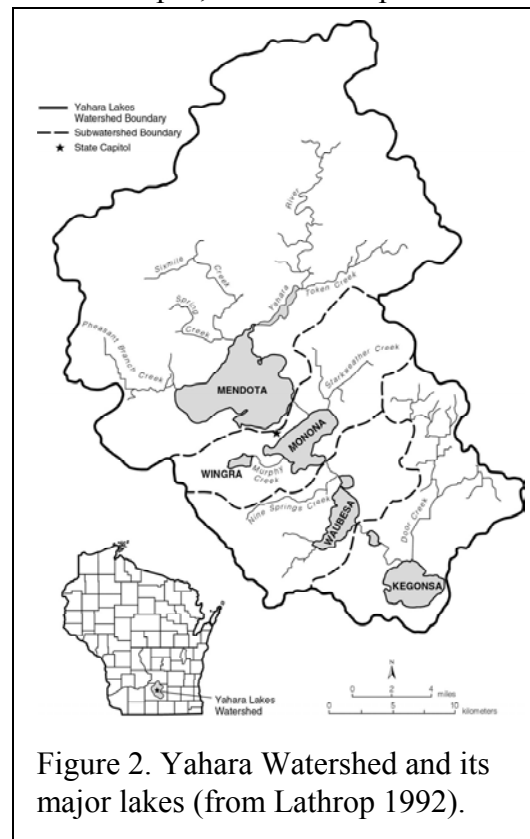 Yahara Lakes
Watershed Boundary
Subwatershed Boundary
State Capitol
River
Sixmile
Creek
Yahara
Token Creek
Spring
Creek
Pheasant Branch Creek
Starkweather Creek
MENDOTA
MONONA
WINGRA
Murphy
Creek
Nine Springs Creek
WAUBESA
Door Creek
KEGONSA
N
0 2 4 miles
0 5 10
kilometers
Yahara Lakes
Watershed
Figure 2. Yahara Watershed and its
major lakes (from Lathrop 1992).